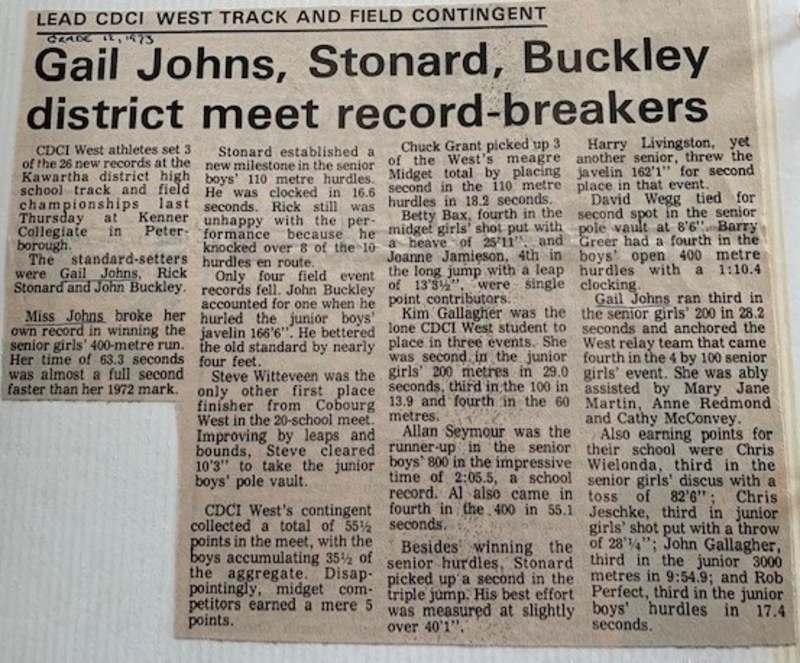 LEAD CDCI WEST TRACK AND FIELD CONTINGENT
GRADE 12, 1973
Gail Johns, Stonard, Buckley
district meet record-breakers
CDCI West athletes set 3
of the 26 new records at the
Kawartha district high
school track and field
championships last
Thursday at Kenner
Collegiate in Peter-
borough.
The standard-setters
were Gail Johns, Rick
Stonard and John Buckley.
Miss Johns broke her
own record in winning the
senior girls' 400-metre run.
Her time of 63.3 seconds
was almost a full second
faster than her 1972 mark.
Stonard established a
new milestone in the senior
boys' 110 metre hurdles.
He was clocked in 16.6
seconds. Rick still was
unhappy with the per-
formance because he
knocked over 8 of the 10
hurdles en route.
Only four field event
records fell. John Buckley
accounted for one when he
hurled the junior boys'
javelin 166'6". He bettered
the old standard by nearly
four feet.
Steve Witteveen was the
only other first place
finisher from Cobourg
West in the 20-school meet.
Improving by leaps and
bounds, Steve cleared
10'3" to take the junior
boys' pole vault.
CDCI West's contingent
collected a total of 55½
points in the meet, with the
boys accumulating 35½ of
the aggregate. Disap-
pointingly, midget com-
petitors earned a mere 5
points.
Chuck Grant picked up 3
of the West's meagre
Midget total by placing
second in the 110 metre
hurdles in 18.2 seconds.
Betty Bax, fourth in the
midget girls' shot put with
a heave of 25'11", and
Joanne Jamieson, 4th in
the long jump with a leap
of 13'3½", were single
point contributors.
Kim Gallagher was the
lone CDCI West student to
place in three events. She
was second in the junior
girls' 200 metres in 29.0
seconds, third in the 100 in
13.9 and fourth in the 60
metres.
Allan Seymour was the
runner-up in the senior
boys' 800 in the impressive
time of 2:05.5, a school
record. Al also came in
fourth in the 400 in 55.1
seconds.
Besides winning the
senior hurdles, Stonard
picked up a second in the
triple jump. His best effort
was measured at slightly
over 40'1".
Harry Livingston, yet
another senior, threw the
javelin 162'1" for second
place in that event.
David Wegg tied for
second spot in the senior
pole vault at 8'6". Barry
Greer had a fourth in the
boys' open 400 metre
hurdles with a 1:10.4
clocking.
Gail Johns ran third in
the senior girls' 200 in 28.2
seconds and anchored the
West relay team that came
fourth in the 4 by 100 senior
girls' event. She was ably
assisted by Mary Jane
Martin, Anne Redmond
and Cathy McConvey.
Also earning points for
their school were Chris
Wielonda, third in the
senior girls' discus with a
toss of 82'6"; Chris
Jeschke, third in junior
girls' shot put with a throw
of 28'¼"; John Gallagher,
third in the junior 3000
metres in 9:54.9; and Rob
Perfect, third in the junior
boys' hurdles in 17.4
seconds.